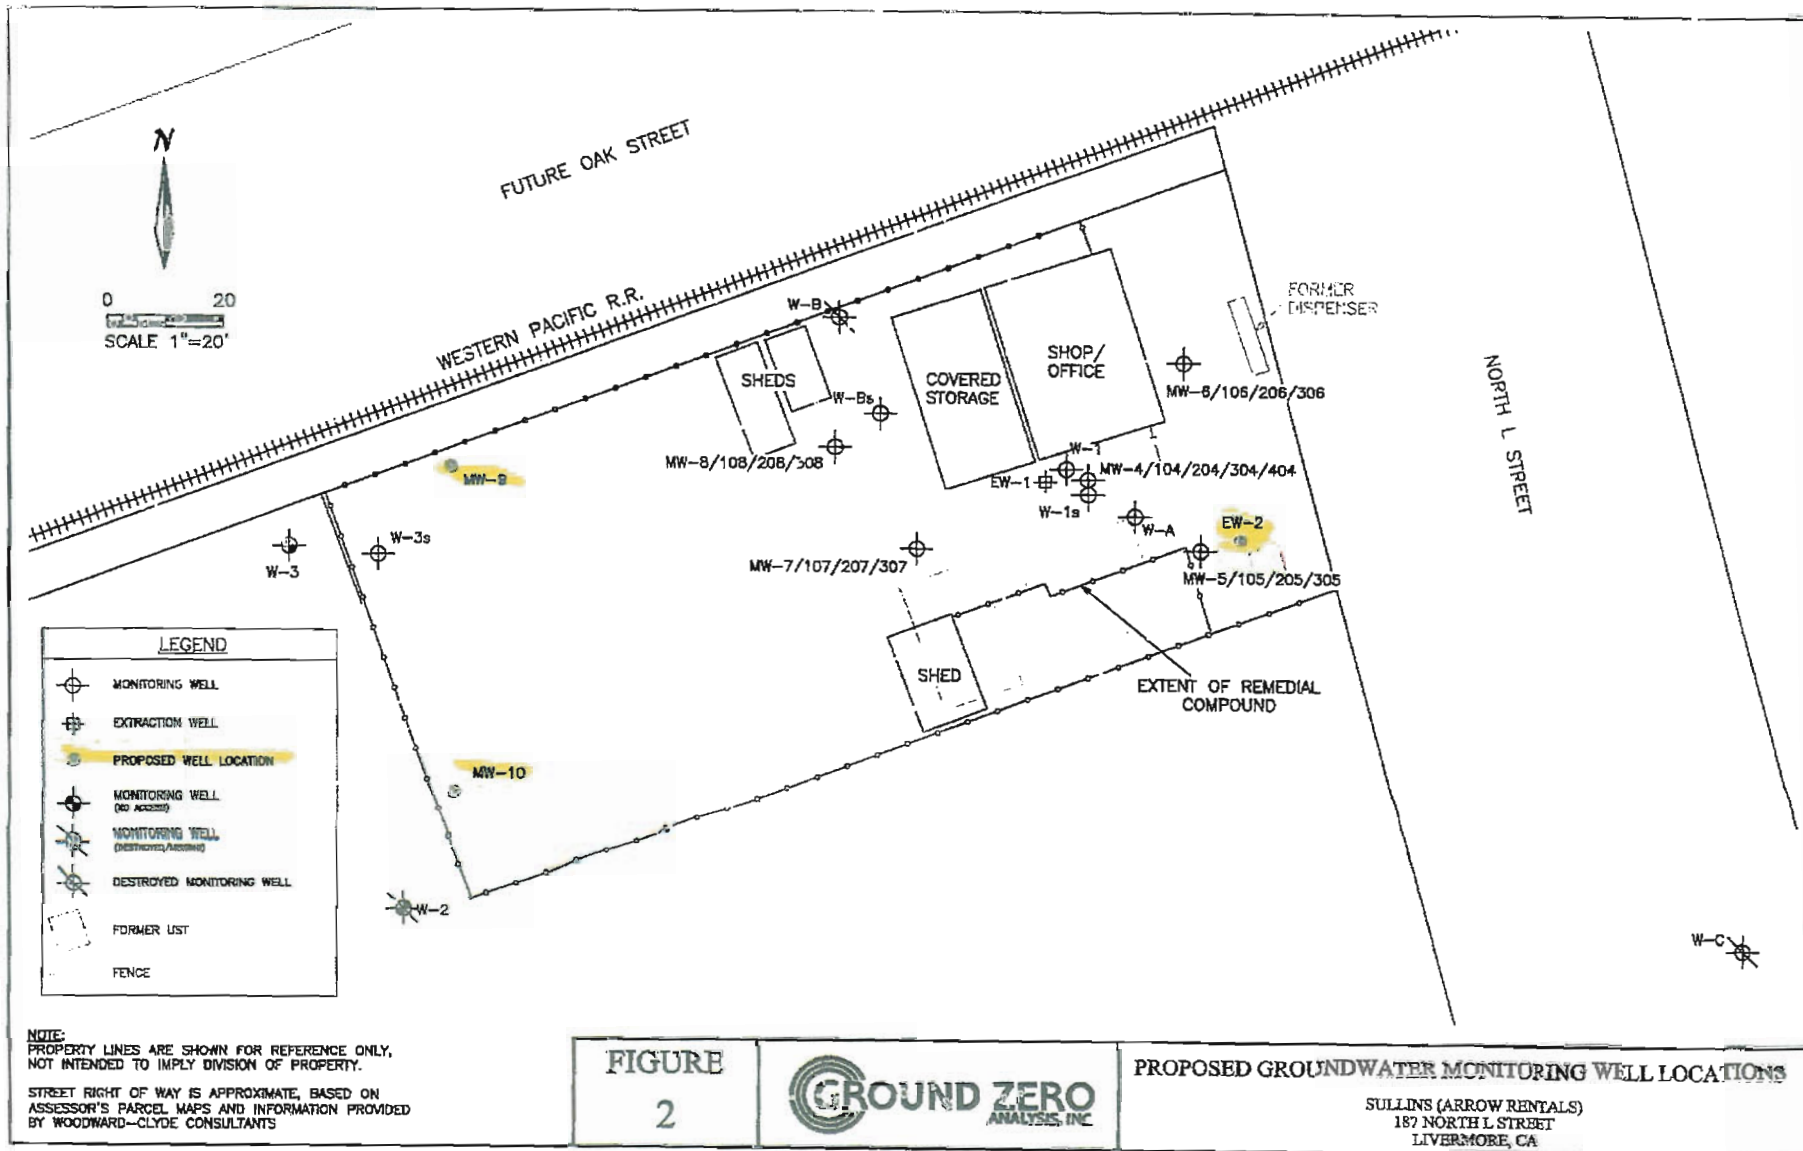 N
0 20
SCALE 1"=20'
FUTURE OAK STREET
WESTERN PACIFIC R.R.
W-B
FORMER
DISPENSER
SHEDS
COVERED
STORAGE
SHOP/
OFFICE
NORTH L STREET
W-Bs
MW-6/106/206/306
MW-8/108/208/308
W-1
MW-4/104/204/304/404
EW-1
W-1s
MW-9
W-A
EW-2
W-3s
W-3
MW-7/107/207/307
MW-5/105/205/305
SHED
EXTENT OF REMEDIAL
COMPOUND
MW-10
W-2
W-C
LEGEND
MONITORING WELL
EXTRACTION WELL
PROPOSED WELL LOCATION
MONITORING WELL
(NO ACCESS)
MONITORING WELL
(DESTROYED/MISSING)
DESTROYED MONITORING WELL
FORMER UST
FENCE
NOTE:
PROPERTY LINES ARE SHOWN FOR REFERENCE ONLY,
NOT INTENDED TO IMPLY DIVISION OF PROPERTY.
STREET RIGHT OF WAY IS APPROXIMATE, BASED ON
ASSESSOR'S PARCEL MAPS AND INFORMATION PROVIDED
BY WOODWARD-CLYDE CONSULTANTS
FIGURE
2
GROUND ZERO
ANALYSIS, INC
PROPOSED GROUNDWATER MONITORING WELL LOCATIONS
SULLINS (ARROW RENTALS)
187 NORTH L STREET
LIVERMORE, CA